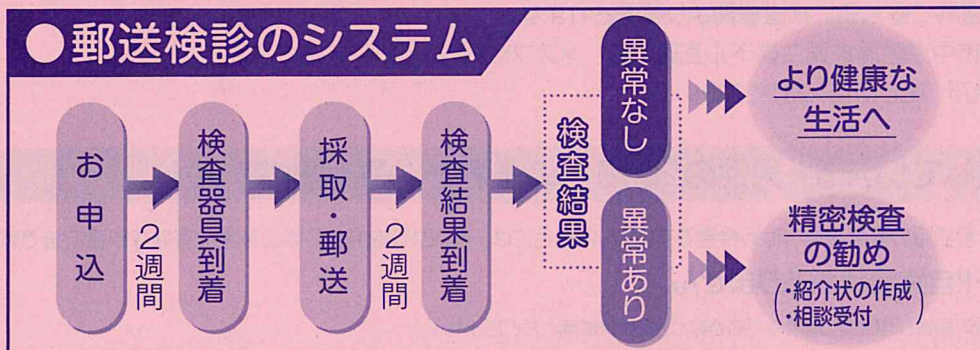 ●郵送検診のシステム
お申込
2週間
検査器具到着
採取・郵送
2週間
検査結果到着
検査結果
異常なし
より健康な
生活へ
異常あり
精密検査
の勧め
(・紹介状の作成
・相談受付)